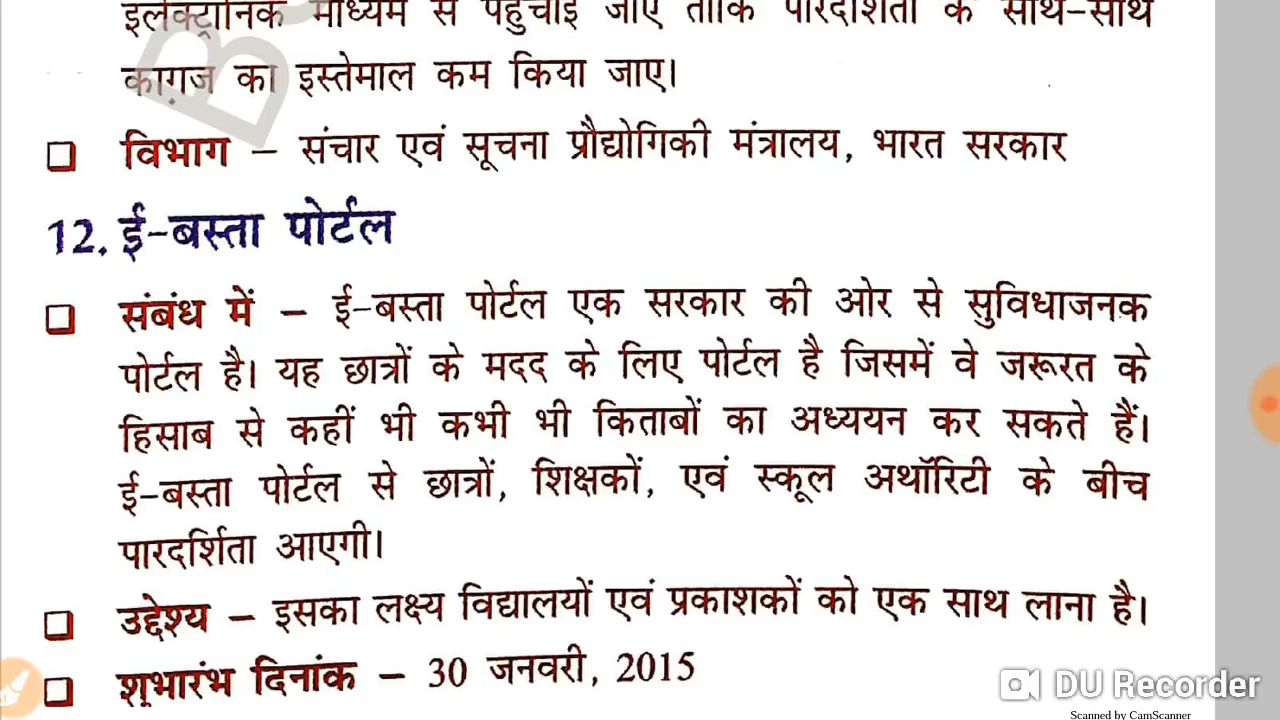 इलेक्ट्रॉनिक माध्यम से पहुंचाई जाए ताकि पारदर्शिता के साथ-साथ
काग़ज का इस्तेमाल कम किया जाए।
❑ विभाग – संचार एवं सूचना प्रौद्योगिकी मंत्रालय, भारत सरकार
12. ई-बस्ता पोर्टल
❑ संबंध में – ई-बस्ता पोर्टल एक सरकार की ओर से सुविधाजनक
पोर्टल है। यह छात्रों के मदद के लिए पोर्टल है जिसमें वे जरूरत के
हिसाब से कहीं भी कभी भी किताबों का अध्ययन कर सकते हैं।
ई-बस्ता पोर्टल से छात्रों, शिक्षकों, एवं स्कूल अथॉरिटी के बीच
पारदर्शिता आएगी।
❑ उद्देश्य – इसका लक्ष्य विद्यालयों एवं प्रकाशकों को एक साथ लाना है।
❑ शुभारंभ दिनांक – 30 जनवरी, 2015
DU Recorder
Scanned by CamScanner